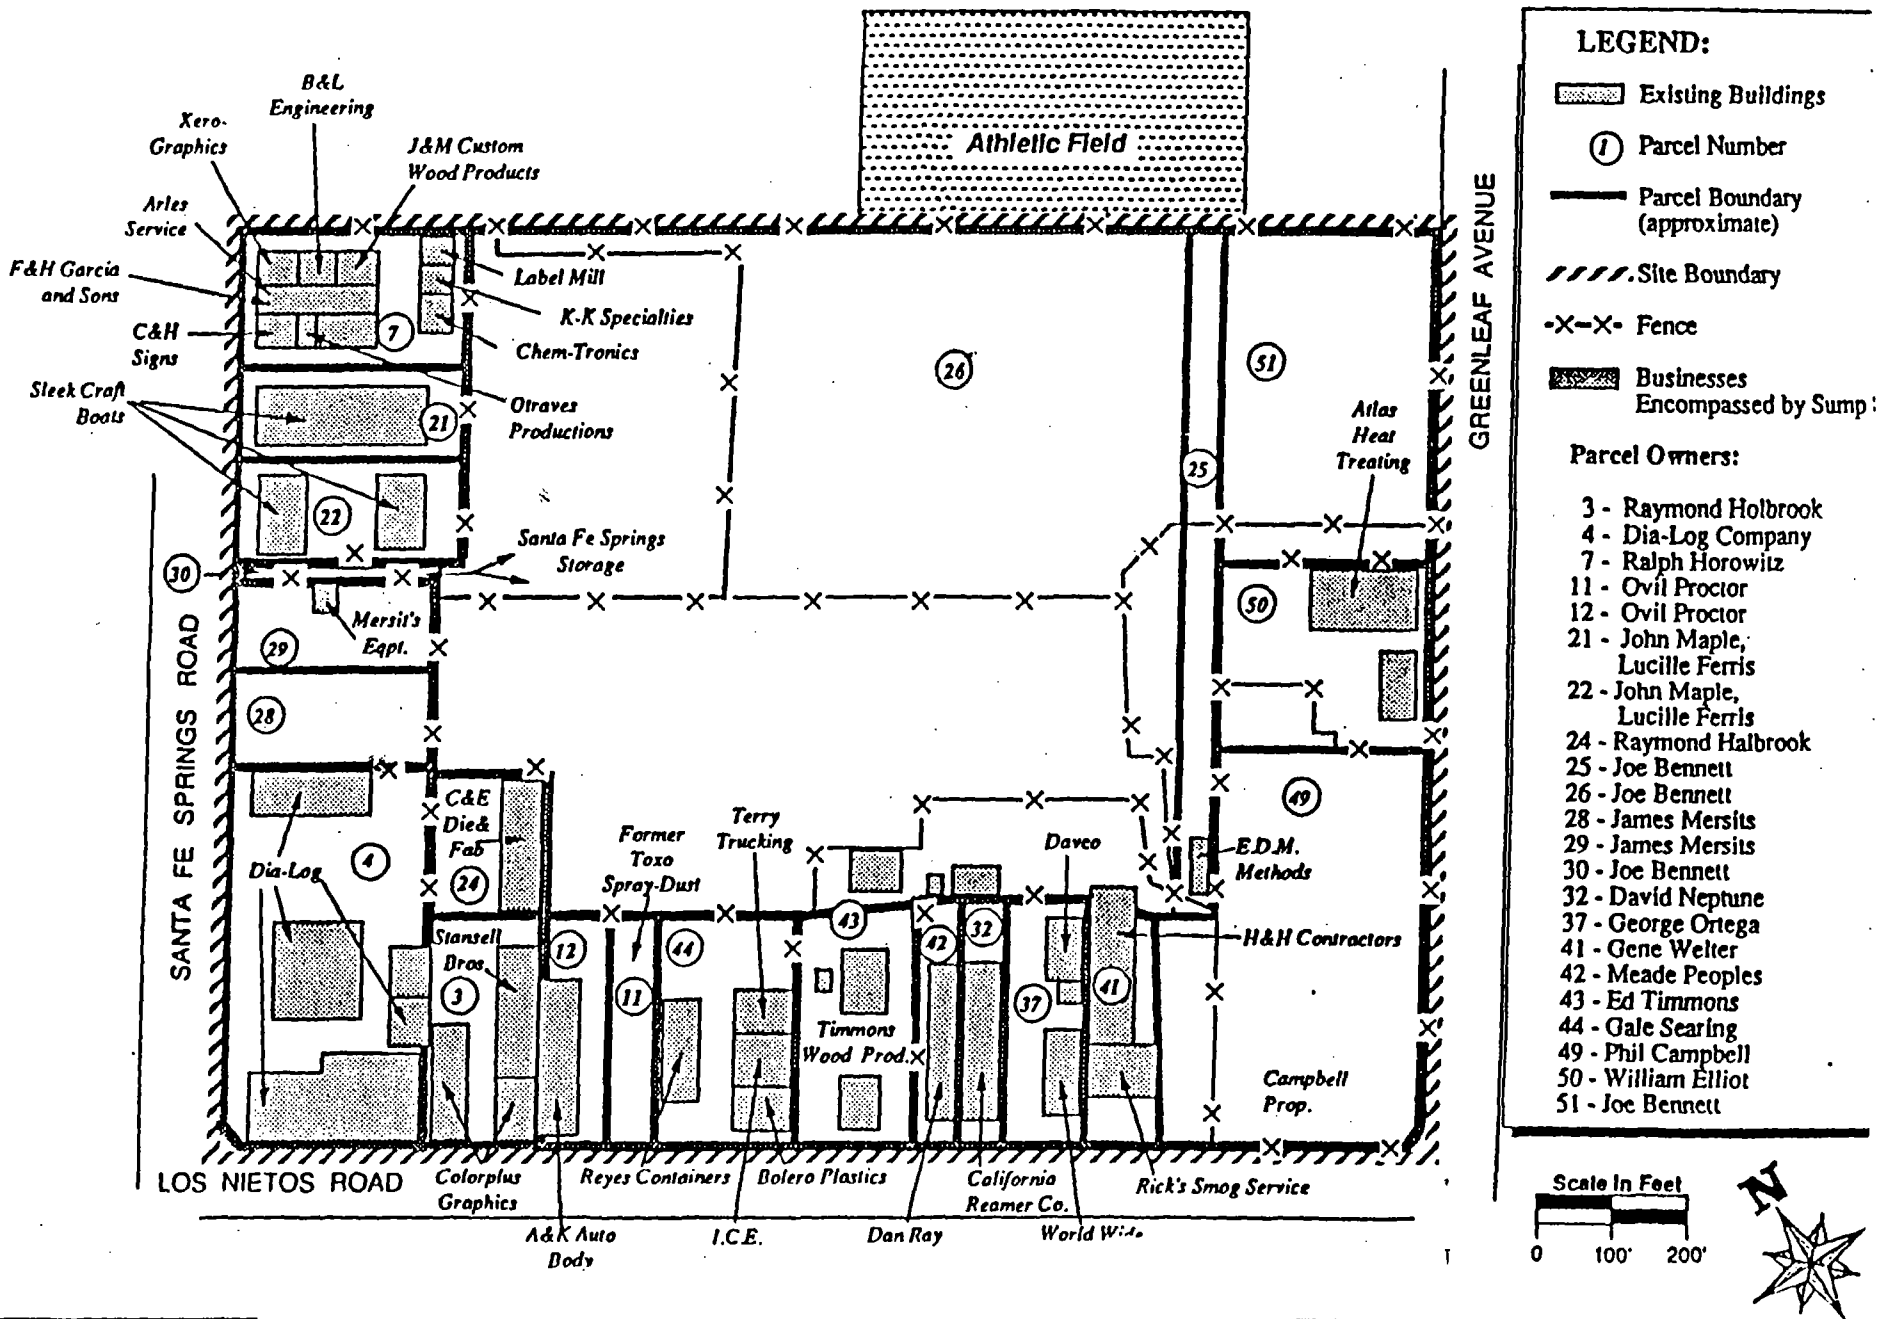 B&L
Engineering
Xero-
Graphics
J&M Custom
Wood Products
Arles
Service
F&H Garcia
and Sons
C&H
Signs
Sleek Craft
Boats
Label Mill
K-K Specialties
Chem-Tronics
Otraves
Productions
7
21
22
Santa Fe Springs
Storage
30
Mersit's
Eqpt.
29
28
SANTA FE SPRINGS ROAD
Athletic Field
26
25
51
GREENLEAF AVENUE
Atlas
Heat
Treating
50
49
C&E
Die&
Fab
24
Dia-Log
4
Former
Toxo
Spray-Dust
Terry
Trucking
Davco
E.D.M.
Methods
43
42
32
H&H Contractors
Stansell
Bros.
3
12
11
44
37
41
Timmons
Wood Prod.
Campbell
Prop.
LOS NIETOS ROAD
Colorplus
Graphics
Reyes Containers
Bolero Plastics
California
Reamer Co.
Rick's Smog Service
A&K Auto
Body
I.C.E.
Dan Ray
World
LEGEND:
Existing Buildings
1 Parcel Number
Parcel Boundary
(approximate)
Site Boundary
-X-X- Fence
Businesses
Encompassed by Sump
Parcel Owners:
3 - Raymond Holbrook
4 - Dia-Log Company
7 - Ralph Horowitz
11 - Ovil Proctor
12 - Ovil Proctor
21 - John Maple,
Lucille Ferris
22 - John Maple,
Lucille Ferris
24 - Raymond Halbrook
25 - Joe Bennett
26 - Joe Bennett
28 - James Mersits
29 - James Mersits
30 - Joe Bennett
32 - David Neptune
37 - George Ortega
41 - Gene Welter
42 - Meade Peoples
43 - Ed Timmons
44 - Gale Searing
49 - Phil Campbell
50 - William Elliot
51 - Joe Bennett
Scale in Feet
0 100' 200'
N